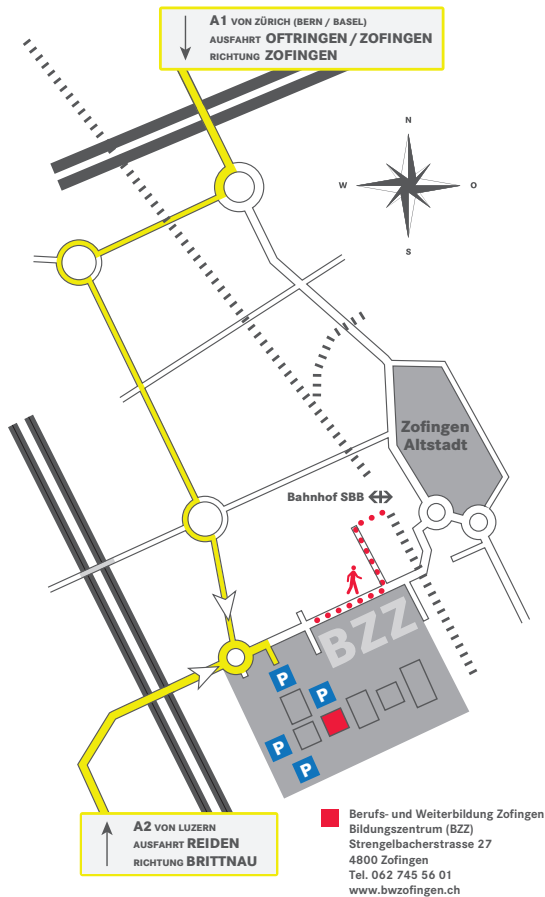 A1 VON ZÜRICH (BERN / BASEL)
AUSFAHRT OFTRINGEN / ZOFINGEN
RICHTUNG ZOFINGEN
N
W
O
S
Zofingen
Altstadt
Bahnhof SBB
BZZ
P
P
P
P
A2 VON LUZERN
AUSFAHRT REIDEN
RICHTUNG BRITTNAU
Berufs- und Weiterbildung Zofingen
Bildungszentrum (BZZ)
Strengelbacherstrasse 27
4800 Zofingen
Tel. 062 745 56 01
www.bwzofingen.ch